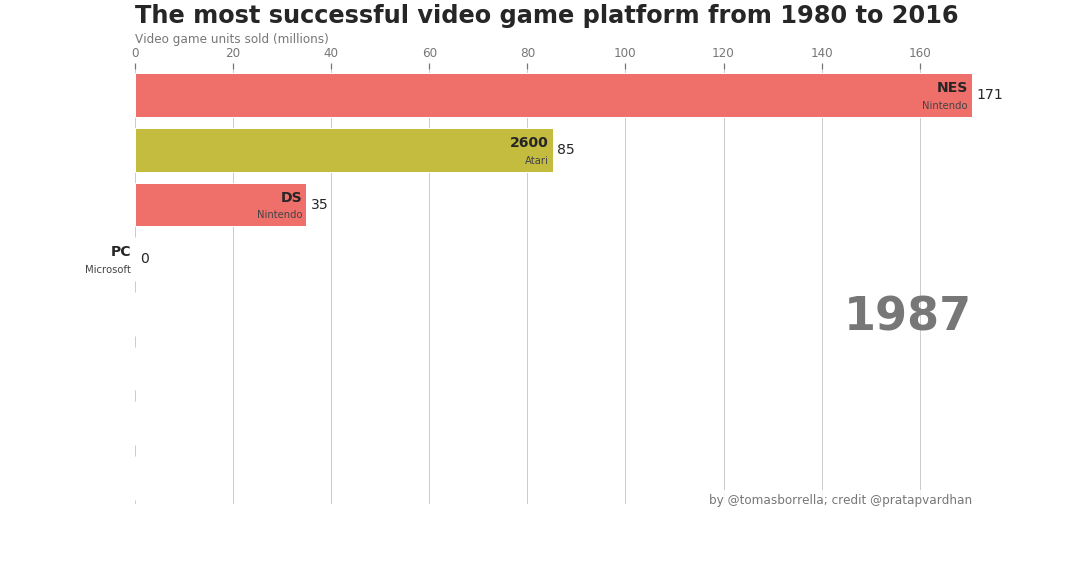 The most successful video game platform from 1980 to 2016
Video game units sold (millions)
0 20 40 60 80 100 120 140 160
NES
Nintendo
171
2600
Atari
85
DS
Nintendo
35
PC
Microsoft
0
1987
by @tomasborrella; credit @pratapvardhan